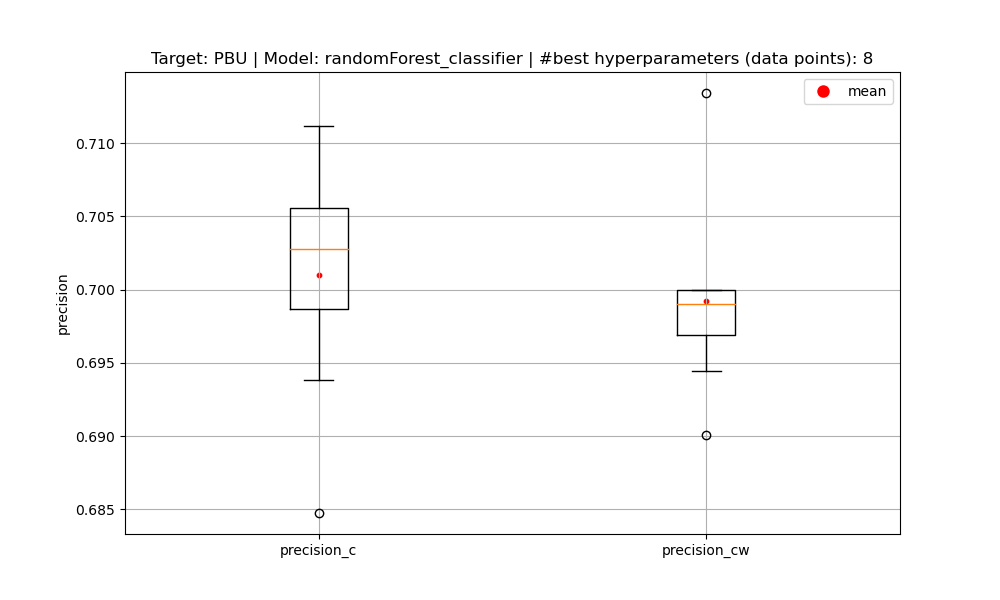 Target: PBU | Model: randomForest_classifier | #best hyperparameters (data points): 8
mean
0.710
0.705
0.700
0.695
0.690
0.685
precision
precision_c
precision_cw